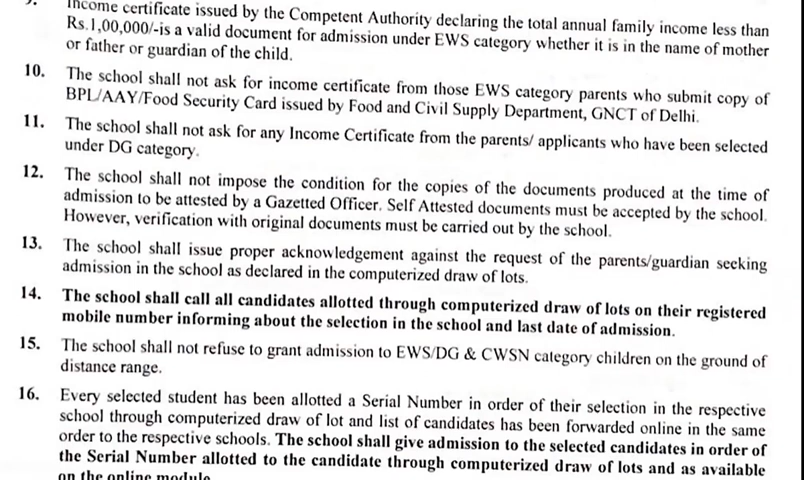 9. Income certificate issued by the Competent Authority declaring the total annual family income less than
Rs.1,00,000/-is a valid document for admission under EWS category whether it is in the name of mother
or father or guardian of the child.
10. The school shall not ask for income certificate from those EWS category parents who submit copy of
BPL/AAY/Food Security Card issued by Food and Civil Supply Department, GNCT of Delhi.
11. The school shall not ask for any Income Certificate from the parents/ applicants who have been selected
under DG category.
12. The school shall not impose the condition for the copies of the documents produced at the time of
admission to be attested by a Gazetted Officer. Self Attested documents must be accepted by the school.
However, verification with original documents must be carried out by the school.
13. The school shall issue proper acknowledgement against the request of the parents/guardian seeking
admission in the school as declared in the computerized draw of lots.
14. The school shall call all candidates allotted through computerized draw of lots on their registered
mobile number informing about the selection in the school and last date of admission.
15. The school shall not refuse to grant admission to EWS/DG & CWSN category children on the ground of
distance range.
16. Every selected student has been allotted a Serial Number in order of their selection in the respective
school through computerized draw of lot and list of candidates has been forwarded online in the same
order to the respective schools. The school shall give admission to the selected candidates in order of
the Serial Number allotted to the candidate through computerized draw of lots and as available
on the online module.